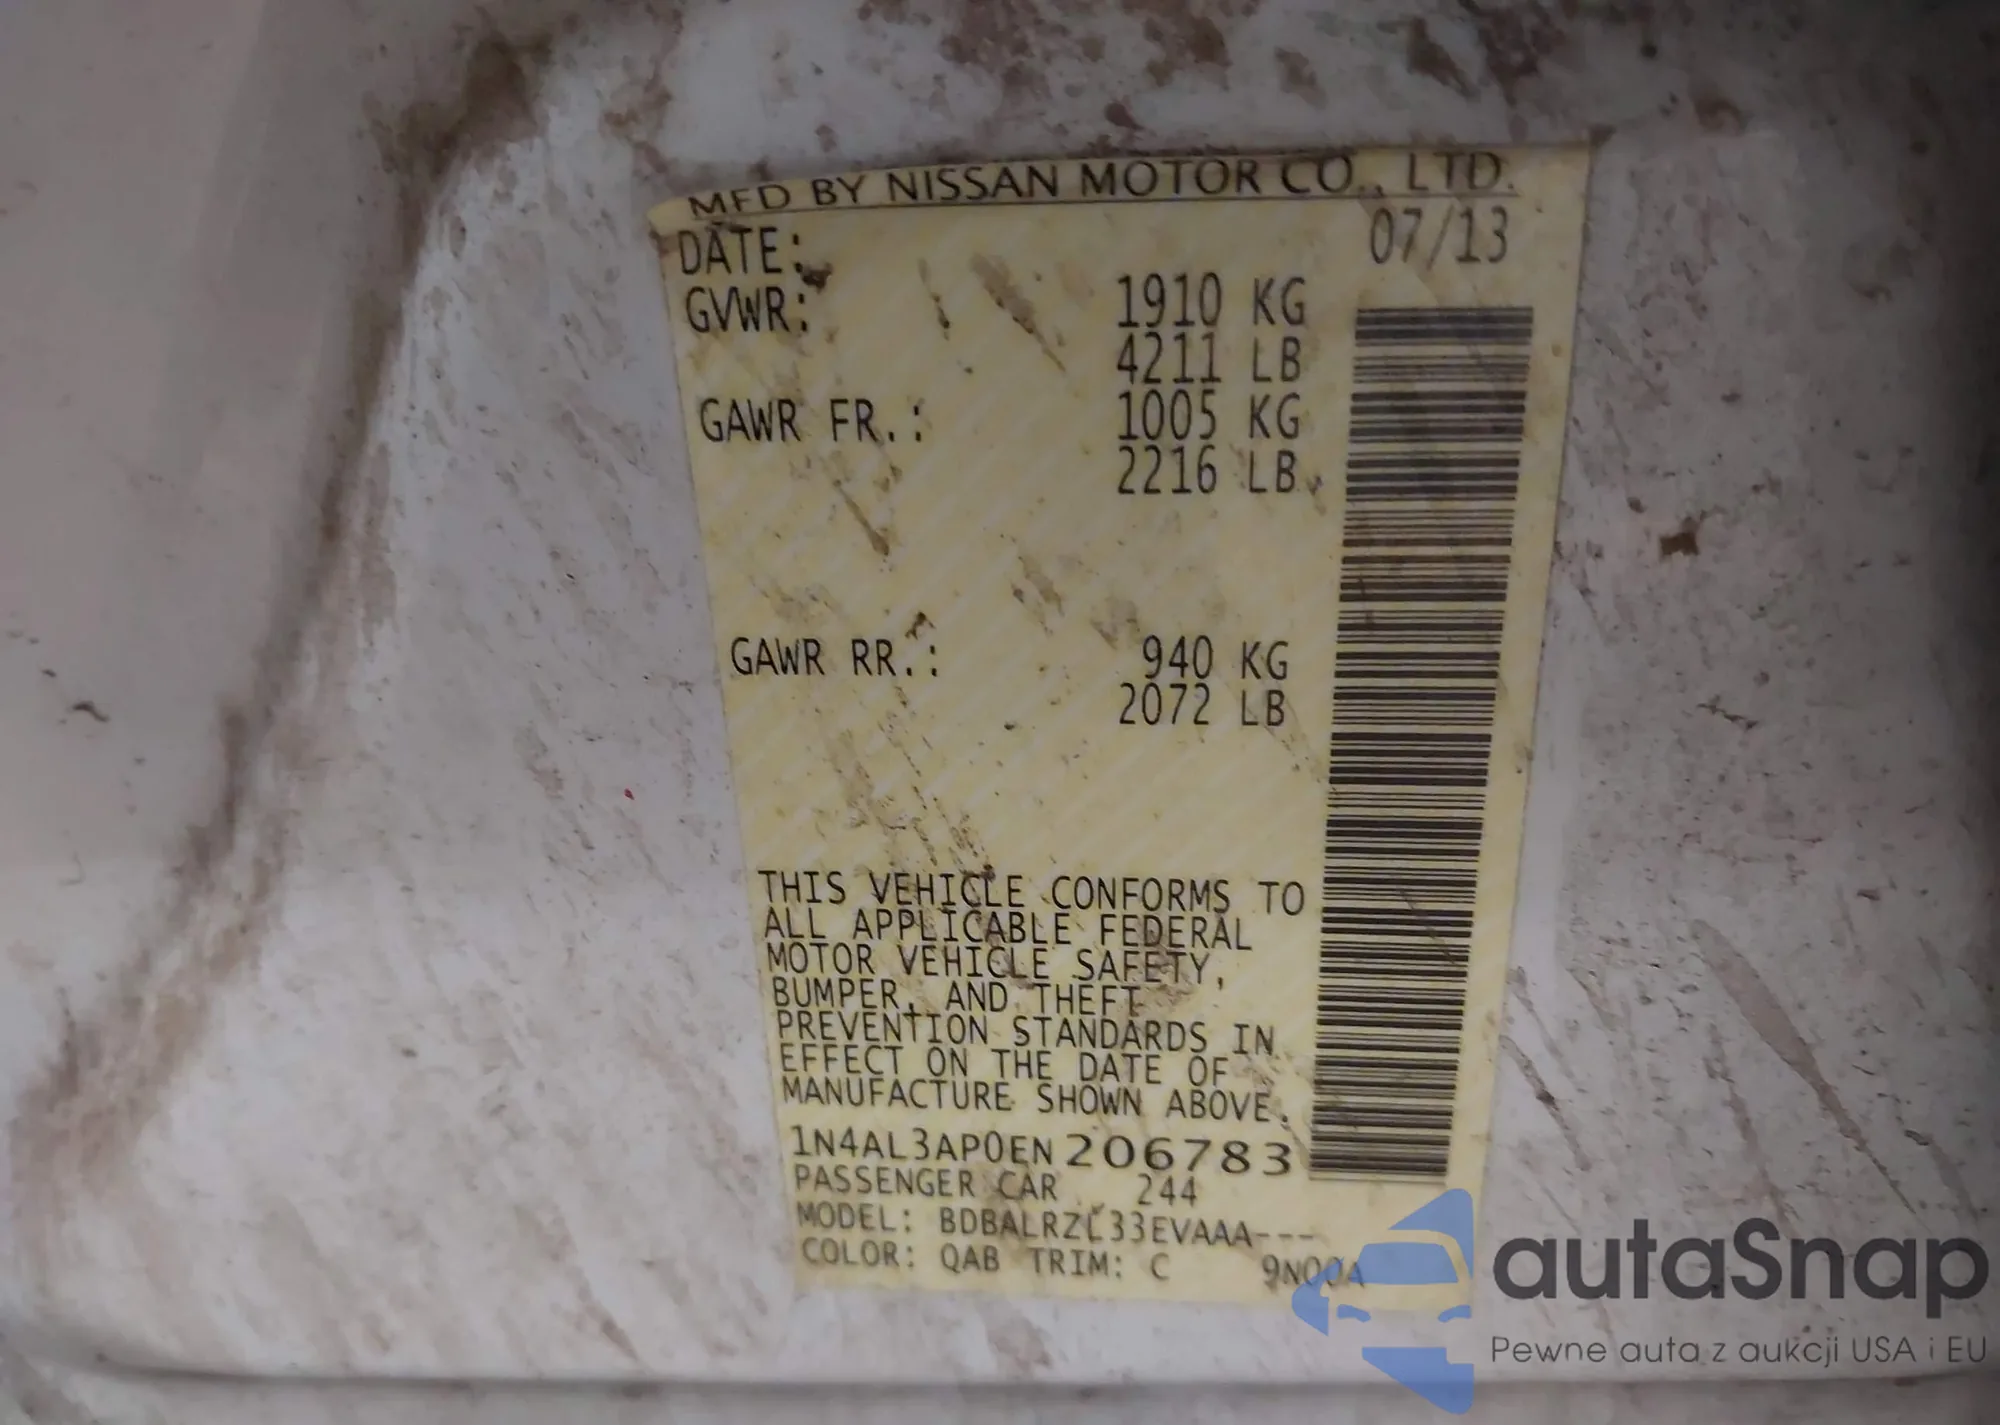 MFD BY NISSAN MOTOR CO., LTD.
DATE: 07/13
GVWR: 1910 KG
4211 LB
GAWR FR.: 1005 KG
2216 LB
GAWR RR.: 940 KG
2072 LB
THIS VEHICLE CONFORMS TO
ALL APPLICABLE FEDERAL
MOTOR VEHICLE SAFETY,
BUMPER, AND THEFT
PREVENTION STANDARDS IN
EFFECT ON THE DATE OF
MANUFACTURE SHOWN ABOVE.
1N4AL3AP0EN206783
PASSENGER CAR 244
MODEL: BDBALRZL33EVAAA---
COLOR: QAB TRIM: C 9N00A
autaSnap
Pewne auta z aukcji USA i EU